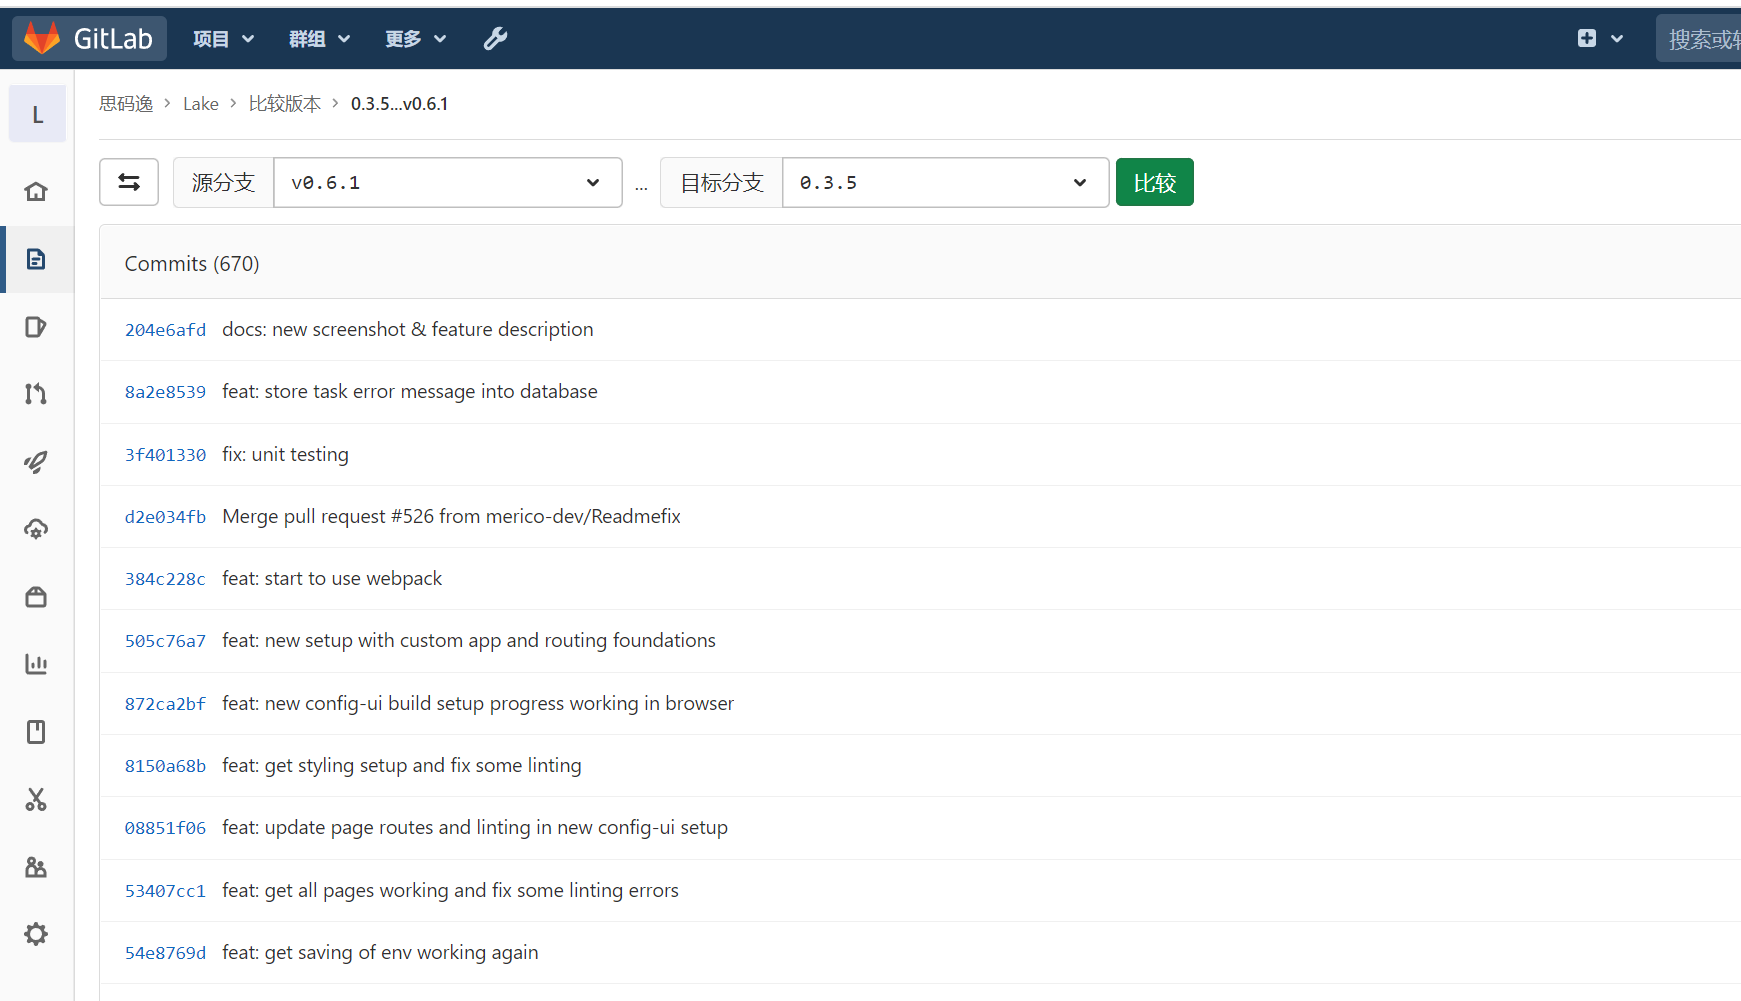 GitLab 项目 群组 更多 搜索或转
L
思码逸 > Lake > 比较版本 > 0.3.5...v0.6.1
源分支 v0.6.1 ... 目标分支 0.3.5 比较
Commits (670)
204e6afd docs: new screenshot & feature description
8a2e8539 feat: store task error message into database
3f401330 fix: unit testing
d2e034fb Merge pull request #526 from merico-dev/Readmefix
384c228c feat: start to use webpack
505c76a7 feat: new setup with custom app and routing foundations
872ca2bf feat: new config-ui build setup progress working in browser
8150a68b feat: get styling setup and fix some linting
08851f06 feat: update page routes and linting in new config-ui setup
53407cc1 feat: get all pages working and fix some linting errors
54e8769d feat: get saving of env working again